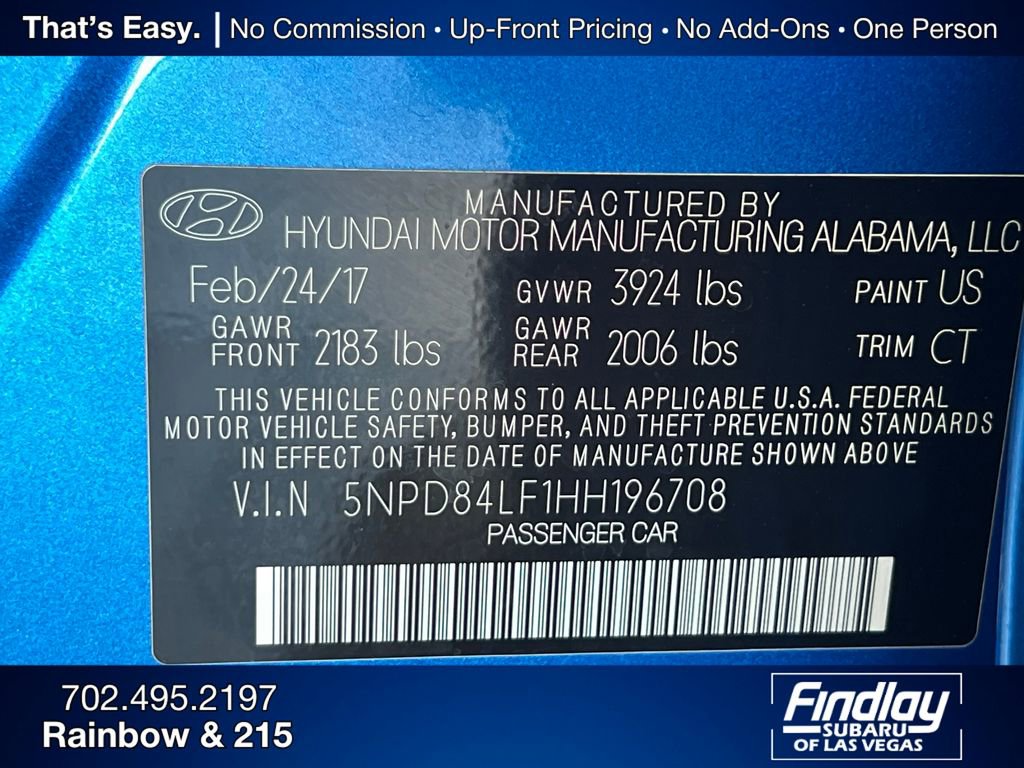 That's Easy. | No Commission • Up-Front Pricing • No Add-Ons • One Person
MANUFACTURED BY
HYUNDAI MOTOR MANUFACTURING ALABAMA, LLC
Feb/24/17 GVWR 3924 lbs PAINT US
GAWR FRONT 2183 lbs GAWR REAR 2006 lbs TRIM CT
THIS VEHICLE CONFORMS TO ALL APPLICABLE U.S.A. FEDERAL
MOTOR VEHICLE SAFETY, BUMPER, AND THEFT PREVENTION STANDARDS
IN EFFECT ON THE DATE OF MANUFACTURE SHOWN ABOVE
V.I.N 5NPD84LF1HH196708
PASSENGER CAR
702.495.2197
Rainbow & 215
Findlay
SUBARU
OF LAS VEGAS